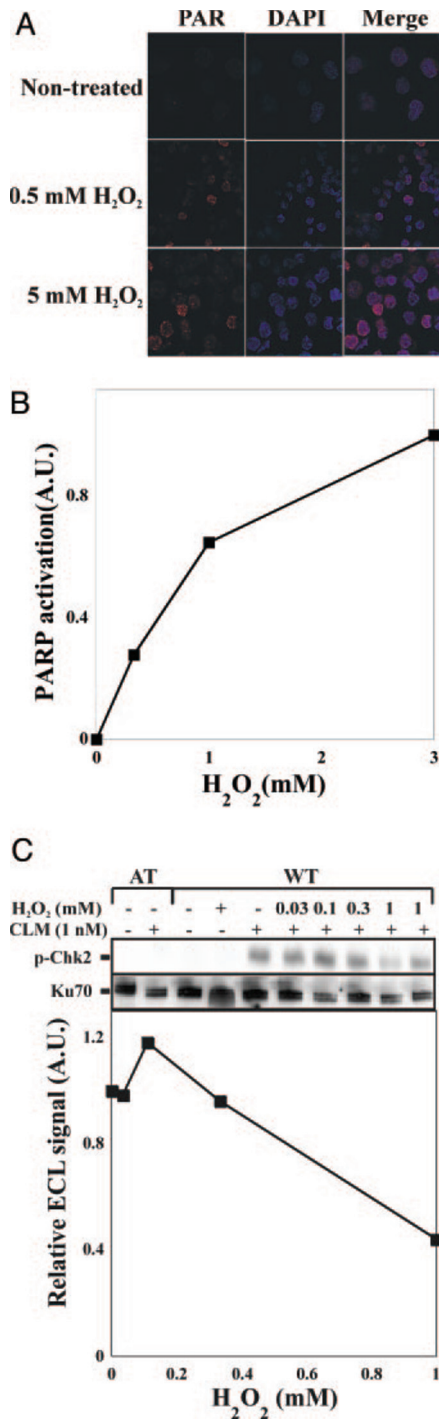 A
PAR DAPI Merge
Non-treated
0.5 mM H₂O₂
5 mM H₂O₂
B
PARP activation(A.U.)
0.8
0.4
0
0 1 2 3
H₂O₂(mM)
C
AT WT
H₂O₂ (mM) - - - + - 0.03 0.1 0.3 1 1
CLM (1 nM) - + - - + + + + + +
p-Chk2
Ku70
Relative ECL signal (A.U.)
1.2
0.8
0.4
0
0 0.2 0.4 0.6 0.8 1
H₂O₂ (mM)